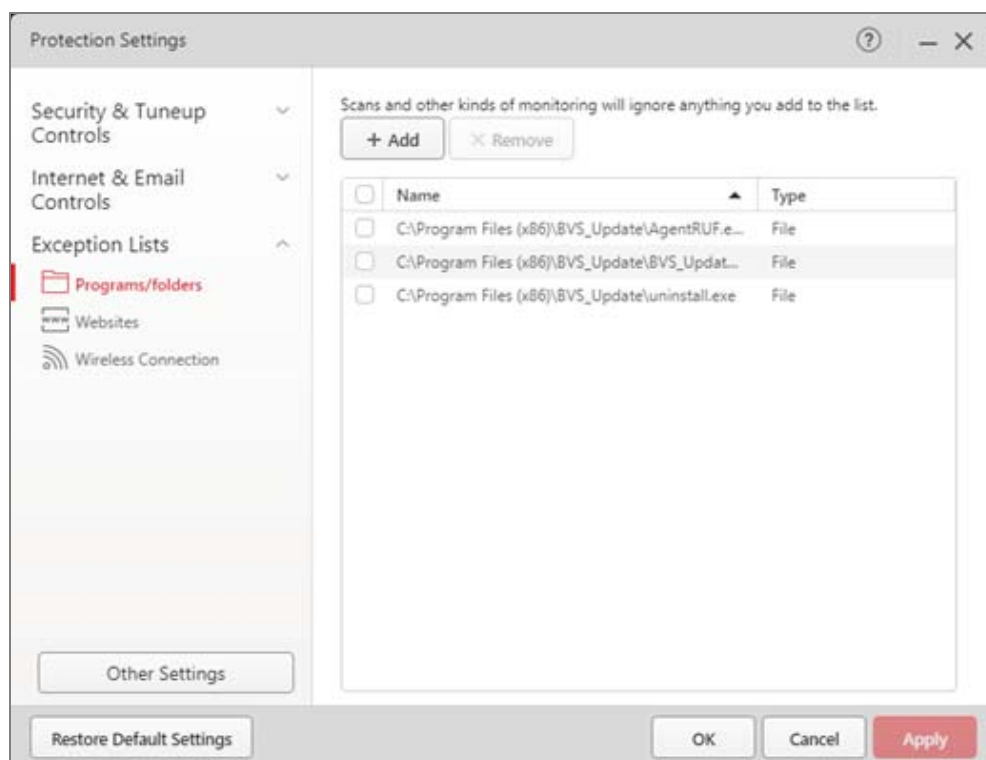 Protection Settings
?
Security & Tuneup
Controls
Internet & Email
Controls
Exception Lists
Programs/folders
www Websites
Wireless Connection
Other Settings
Scans and other kinds of monitoring will ignore anything you add to the list.
+ Add
× Remove
Name Type
C:\Program Files (x86)\BVS_Update\AgentRUF.e... File
C:\Program Files (x86)\BVS_Update\BVS_Updat... File
C:\Program Files (x86)\BVS_Update\uninstall.exe File
Restore Default Settings
OK
Cancel
Apply